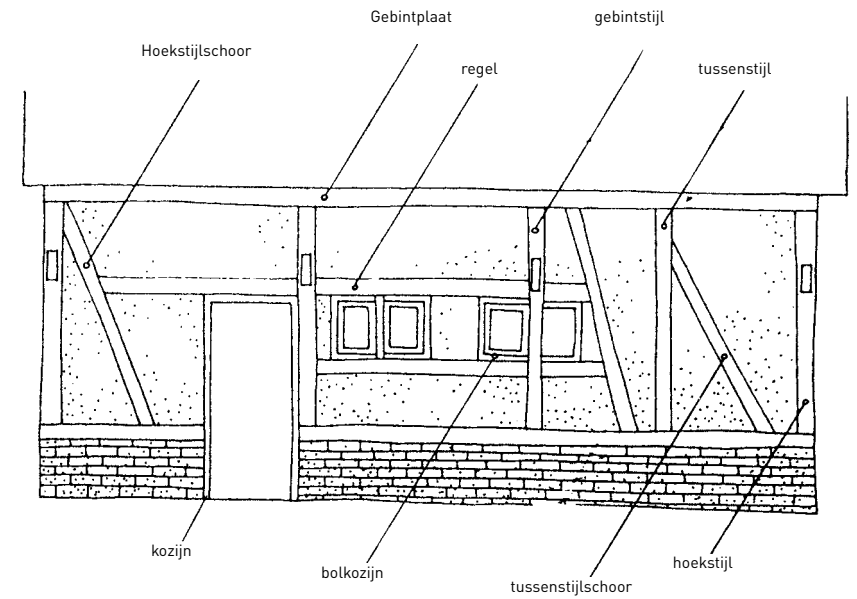 Gebintplaat
gebintstijl
Hoekstijlschoor
regel
tussenstijl
kozijn
bolkozijn
tussenstijlschoor
hoekstijl